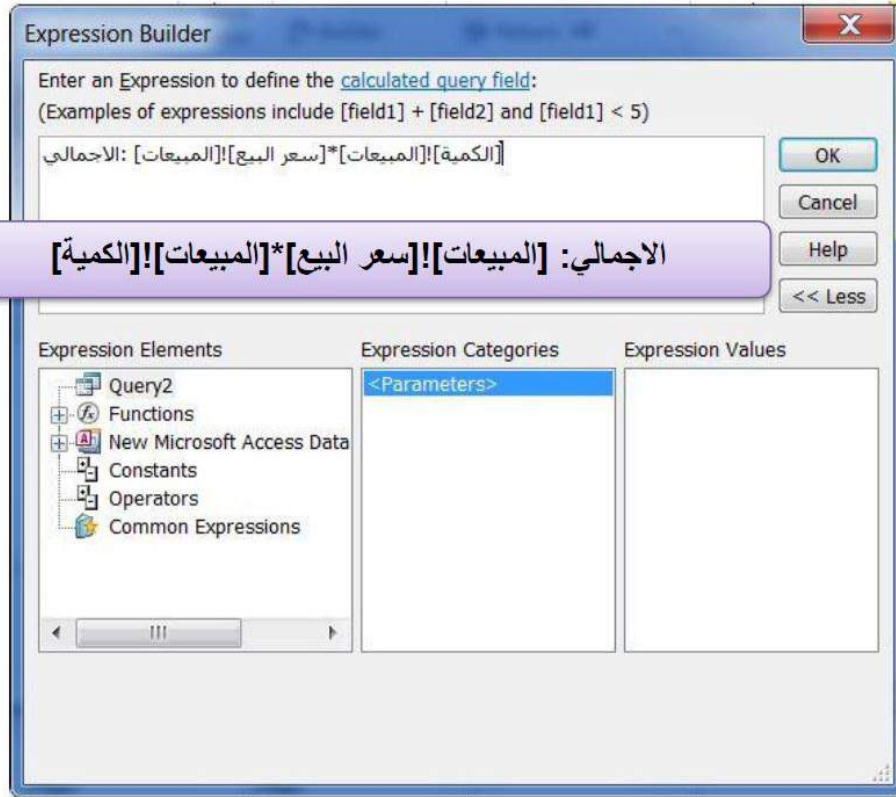 Expression Builder
Enter an Expression to define the calculated query field:
(Examples of expressions include [field1] + [field2] and [field1] < 5)
الاجمالي: [المبيعات]![سعر البيع]*[المبيعات]![الكمية]
OK
Cancel
الاجمالي: [المبيعات]![سعر البيع]*[المبيعات]![الكمية]
Help
<< Less
Expression Elements
Expression Categories
Expression Values
Query2
Functions
New Microsoft Access Data
Constants
Operators
Common Expressions
<Parameters>